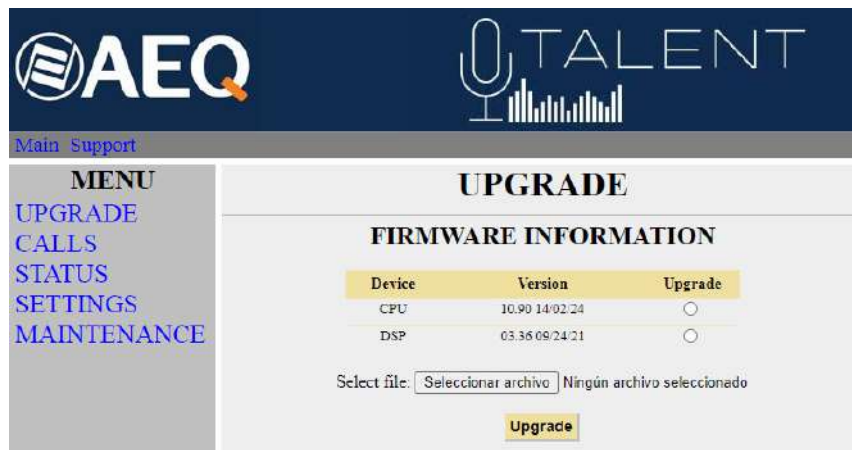 AEQ
TALENT
Main Support
MENU
UPGRADE
CALLS
STATUS
SETTINGS
MAINTENANCE
UPGRADE
FIRMWARE INFORMATION
Device Version Upgrade
CPU 10.90 14/02/24
DSP 03.36 09/24/21
Select file: Seleccionar archivo Ningún archivo seleccionado
Upgrade